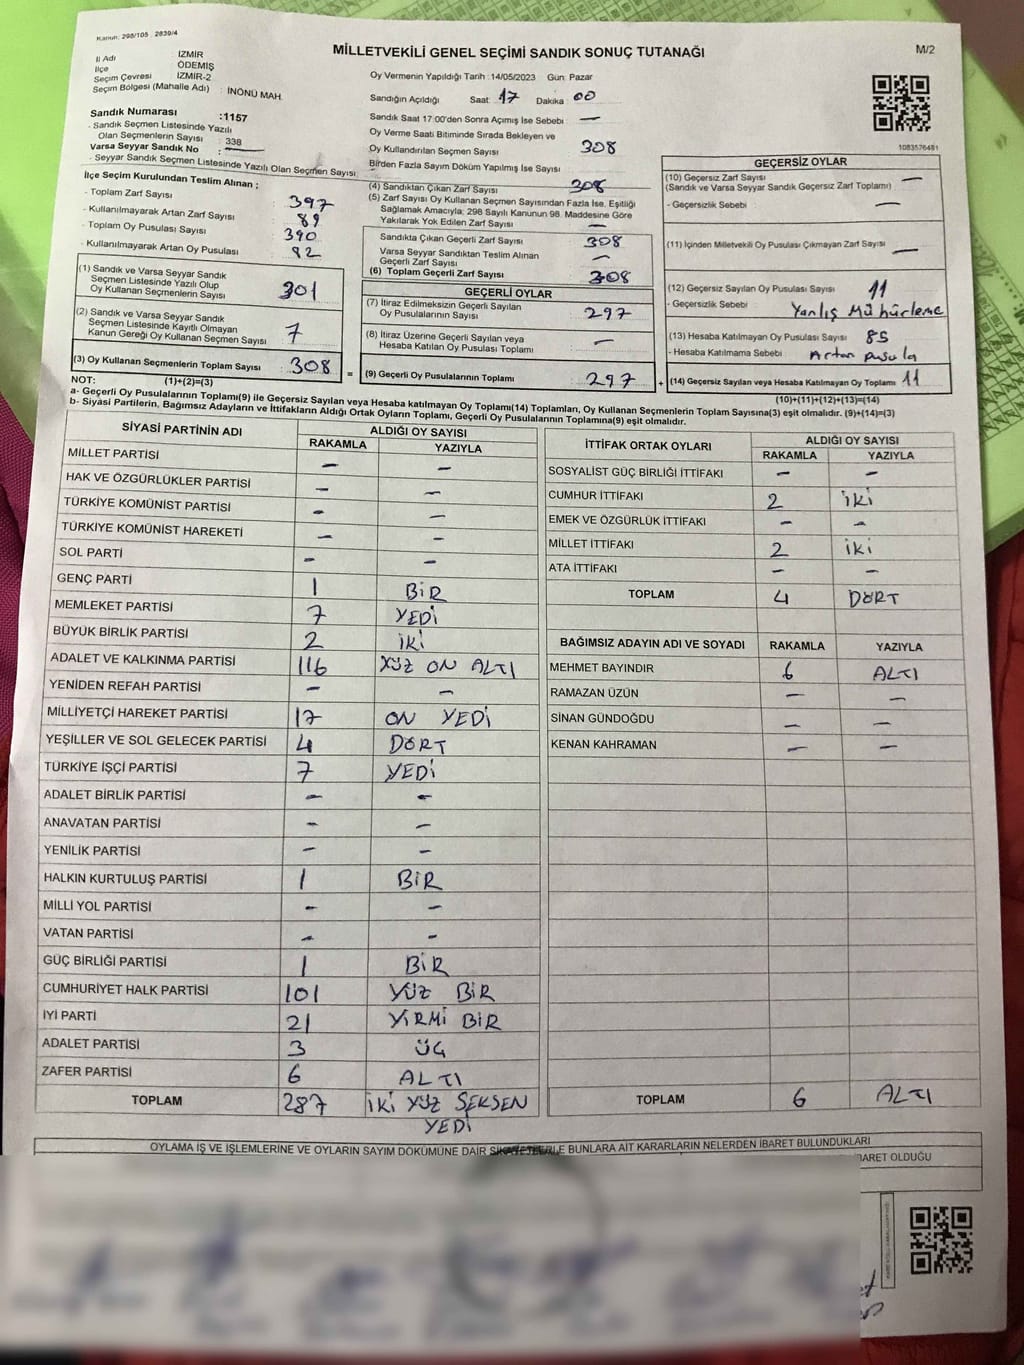 Kanun: 298/105 . 2839/4
MİLLETVEKİLİ GENEL SEÇİMİ SANDIK SONUÇ TUTANAĞI
M/2
İl Adı İZMİR
İlçe ÖDEMİŞ
Seçim Çevresi İZMİR-2
Seçim Bölgesi (Mahalle Adı) : İNÖNÜ MAH.
Sandık Numarası :1157
- Sandık Seçmen Listesinde Yazılı
Olan Seçmenlerin Sayısı : 338
Varsa Seyyar Sandık No : —
- Seyyar Sandık Seçmen Listesinde Yazılı Olan Seçmen Sayısı:
Oy Vermenin Yapıldığı Tarih :14/05/2023 Gün: Pazar
Sandığın Açıldığı Saat: 17 Dakika : 00
Sandık Saat 17:00'den Sonra Açımış İse Sebebi : —
Oy Verme Saati Bitiminde Sırada Bekleyen ve
Oy Kullandırılan Seçmen Sayısı 308
Birden Fazla Sayım Döküm Yapılmış İse Sayısı
1083576481
İlçe Seçim Kurulundan Teslim Alınan ;
- Toplam Zarf Sayısı 397
- Kullanılmayarak Artan Zarf Sayısı 89
- Toplam Oy Pusulası Sayısı 390
- Kullanılmayarak Artan Oy Pusulası : 82
(1) Sandık ve Varsa Seyyar Sandık
Seçmen Listesinde Yazılı Olup
Oy Kullanan Seçmenlerin Sayısı 301
(2) Sandık ve Varsa Seyyar Sandık
Seçmen Listesinde Kayıtlı Olmayan
Kanun Gereği Oy Kullanan Seçmen Sayısı : 7
(3) Oy Kullanan Seçmenlerin Toplam Sayısı : 308 =
(4) Sandıktan Çıkan Zarf Sayısı 308
(5) Zarf Sayısı Oy Kullanan Seçmen Sayısından Fazla İse, Eşitliği
Sağlamak Amacıyla; 298 Sayılı Kanunun 98. Maddesine Göre
Yakılarak Yok Edilen Zarf Sayısı —
Sandıkta Çıkan Geçerli Zarf Sayısı : 308
Varsa Seyyar Sandıktan Teslim Alınan
Geçerli Zarf Sayısı —
(6) Toplam Geçerli Zarf Sayısı 308
GEÇERLİ OYLAR
(7) İtiraz Edilmeksizin Geçerli Sayılan
Oy Pusulalarının Sayısı : 297
(8) İtiraz Üzerine Geçerli Sayılan veya
Hesaba Katılan Oy Pusulası Toplamı —
(9) Geçerli Oy Pusulalarının Toplamı : 297 +
GEÇERSİZ OYLAR
(10) Geçersiz Zarf Sayısı —
(Sandık ve Varsa Seyyar Sandık Geçersiz Zarf Toplamı)
- Geçersizlik Sebebi : —
(11) İçinden Milletvekili Oy Pusulası Çıkmayan Zarf Sayısı —
(12) Geçersiz Sayılan Oy Pusulası Sayısı : 11
- Geçersizlik Sebebi : Yanlış Mühürleme
(13) Hesaba Katılmayan Oy Pusulası Sayısı : 85
- Hesaba Katılmama Sebebi : Artan pusula
(14) Geçersiz Sayılan veya Hesaba Katılmayan Oy Toplamı 11
NOT: (1)+(2)=(3)
(10)+(11)+(12)+(13)=(14)
a- Geçerli Oy Pusulasının Toplamı(9) ile Geçersiz Sayılan veya Hesaba katılmayan Oy Toplamı(14) Toplamları, Oy Kullanan Seçmenlerin Toplam Sayısına(3) eşit olmalıdır. (9)+(14)=(3)
b- Siyasi Partilerin, Bağımsız Adayların ve İttifakların Aldığı Ortak Oyların Toplamı, Geçerli Oy Pusulalarının Toplamına(9) eşit olmalıdır.
SİYASİ PARTİNİN ADI ALDIĞI OY SAYISI
RAKAMLA YAZIYLA
MİLLET PARTİSİ — —
HAK VE ÖZGÜRLÜKLER PARTİSİ — —
TÜRKİYE KOMÜNİST PARTİSİ — —
TÜRKİYE KOMÜNİST HAREKETİ — —
SOL PARTİ — —
GENÇ PARTİ 1 BİR
MEMLEKET PARTİSİ 7 YEDİ
BÜYÜK BİRLİK PARTİSİ 2 İKİ
ADALET VE KALKINMA PARTİSİ 116 YÜZ ON ALTI
YENİDEN REFAH PARTİSİ — —
MİLLİYETÇİ HAREKET PARTİSİ 17 ON YEDİ
YEŞİLLER VE SOL GELECEK PARTİSİ 4 DÖRT
TÜRKİYE İŞÇİ PARTİSİ 7 YEDİ
ADALET BİRLİK PARTİSİ — —
ANAVATAN PARTİSİ — —
YENİLİK PARTİSİ — —
HALKIN KURTULUŞ PARTİSİ 1 BİR
MİLLİ YOL PARTİSİ — —
VATAN PARTİSİ — —
GÜÇ BİRLİĞİ PARTİSİ 1 BİR
CUMHURİYET HALK PARTİSİ 101 YÜZ BİR
İYİ PARTİ 21 YİRMİ BİR
ADALET PARTİSİ 3 ÜÇ
ZAFER PARTİSİ 6 ALTI
TOPLAM 287 İKİ YÜZ SEKSEN
YEDİ
İTTİFAK ORTAK OYLARI ALDIĞI OY SAYISI
RAKAMLA YAZIYLA
SOSYALİST GÜÇ BİRLİĞİ İTTİFAKI — —
CUMHUR İTTİFAKI 2 İKİ
EMEK VE ÖZGÜRLÜK İTTİFAKI — —
MİLLET İTTİFAKI 2 İKİ
ATA İTTİFAKI — —
TOPLAM 4 DÖRT
BAĞIMSIZ ADAYIN ADI VE SOYADI RAKAMLA YAZIYLA
MEHMET BAYINDIR 6 ALTI
RAMAZAN ÜZÜN — —
SİNAN GÜNDOĞDU — —
KENAN KAHRAMAN — —
TOPLAM 6 ALTI
OYLAMA İŞ VE İŞLEMLERİNE VE OYLARIN SAYIM DÖKÜMÜNE DAİR ŞİKAYETLERLE BUNLARA AİT KARARLARIN NELERDEN İBARET BULUNDUKLARI
BARET OLDUĞU